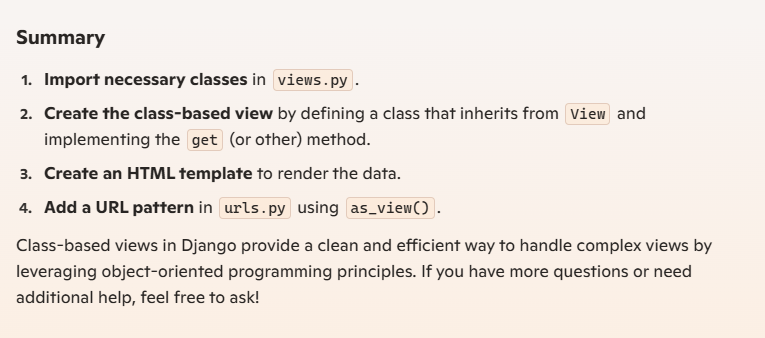 Summary
1. Import necessary classes in views.py.
2. Create the class-based view by defining a class that inherits from View and
implementing the get (or other) method.
3. Create an HTML template to render the data.
4. Add a URL pattern in urls.py using as_view().
Class-based views in Django provide a clean and efficient way to handle complex views by
leveraging object-oriented programming principles. If you have more questions or need
additional help, feel free to ask!